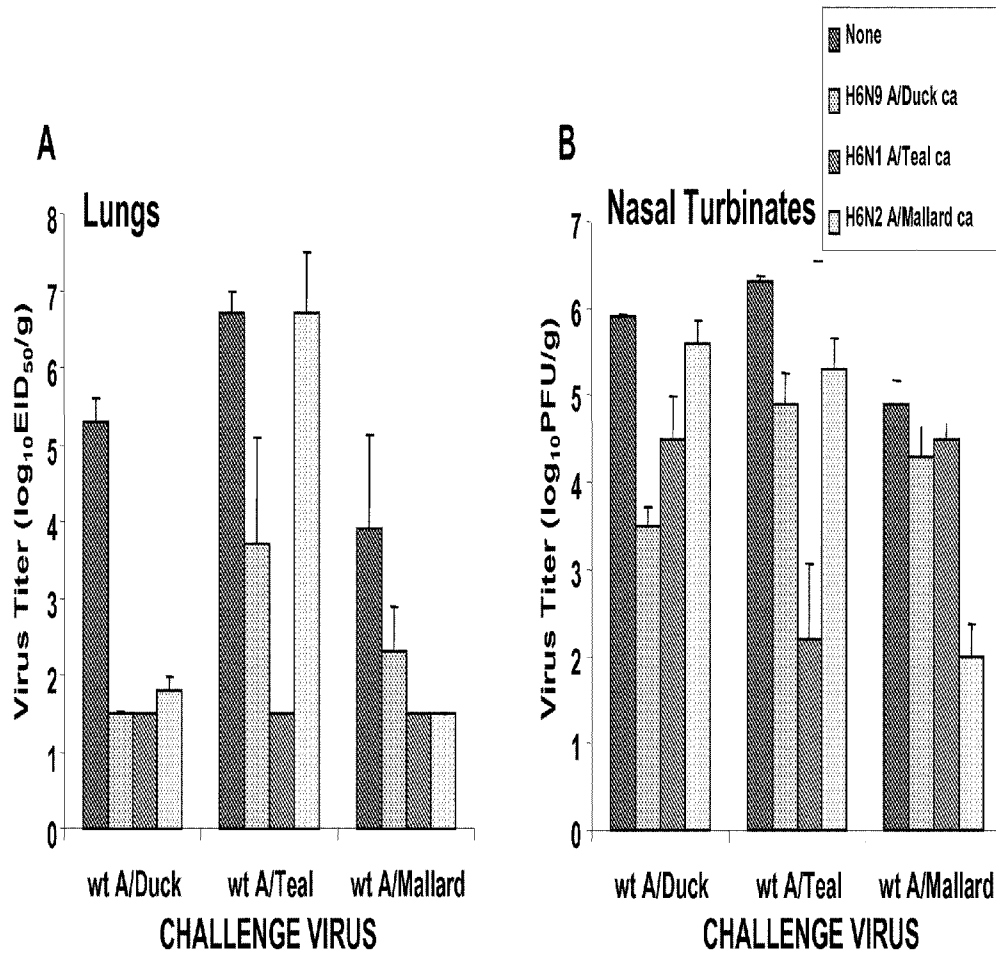 None
H6N9 A/Duck ca
H6N1 A/Teal ca
H6N2 A/Mallard ca
A
Lungs
Virus Titer (log₁₀EID₅₀/g)
8
7
6
5
4
3
2
1
0
wt A/Duck wt A/Teal wt A/Mallard
CHALLENGE VIRUS
B
Nasal Turbinates
Virus Titer (log₁₀PFU/g)
7
6
5
4
3
2
1
0
wt A/Duck wt A/Teal wt A/Mallard
CHALLENGE VIRUS